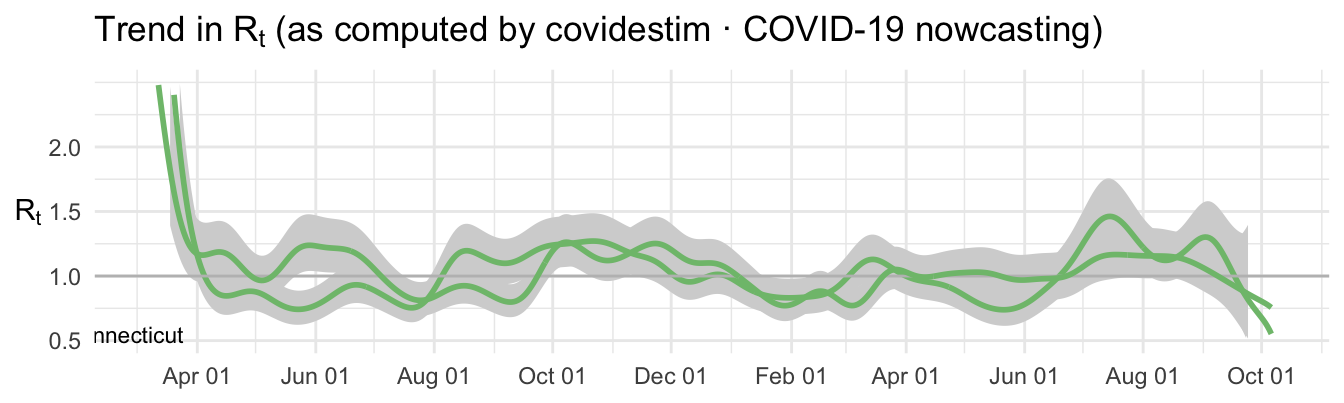 Trend in Rt (as computed by covidestim · COVID-19 nowcasting)
2.0
Rt
1.5
1.0
0.5
nnecticut
Apr 01 Jun 01 Aug 01 Oct 01 Dec 01 Feb 01 Apr 01 Jun 01 Aug 01 Oct 01